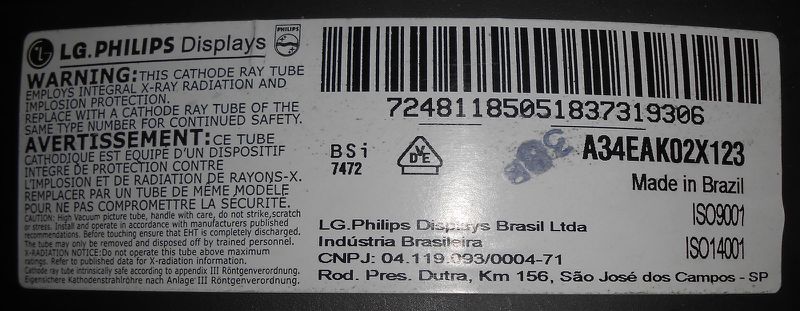 LG.PHILIPS Displays PHILIPS
WARNING:THIS CATHODE RAY TUBE
EMPLOYS INTEGRAL X-RAY RADIATION AND
IMPLOSION PROTECTION.
REPLACE WITH A CATHODE RAY TUBE OF THE
SAME TYPE NUMBER FOR CONTINUED SAFETY.
AVERTISSEMENT:CE TUBE
CATHODIQUE EST ÉQUIPÉ D'UN DISPOSITIF
INTÉGRE DE PROTECTION CONTRE
L'IMPLOSION ET DE RADIATION DE RAYONS-X.
REMPLACER PAR UN TUBE DE MÊME MODÈLE
POUR NE PAS COMPROMETTRE LA SÉCURITÉ.
CAUTION: High Vacuum picture tube, handle with care, do not strike,scratch
or stress. Install and operate in accordance with manufacturers published
recommendations. Before touching ensure that EHT is completely discharged.
The tube may only be removed and disposed off by trained personnel.
X-RADIATION NOTICE:Do not operate this tube above maximum
ratings. Refer to published data for X-radiation information.
Cathode ray tube intrinsically safe according to appendix III Röntgenverordnung.
Eigensichere Kathodenstrahlröhre nach Anlage III Röntgenverordnung.
7248118505183731​9306
BSi
7472
VDE
A34EAK02X123
Made in Brazil
ISO9001
ISO14001
LG.Philips Displays Brasil Ltda
Indústria Brasileira
CNPJ: 04.119.093/0004-71
Rod. Pres. Dutra, Km 156, São José dos Campos - SP